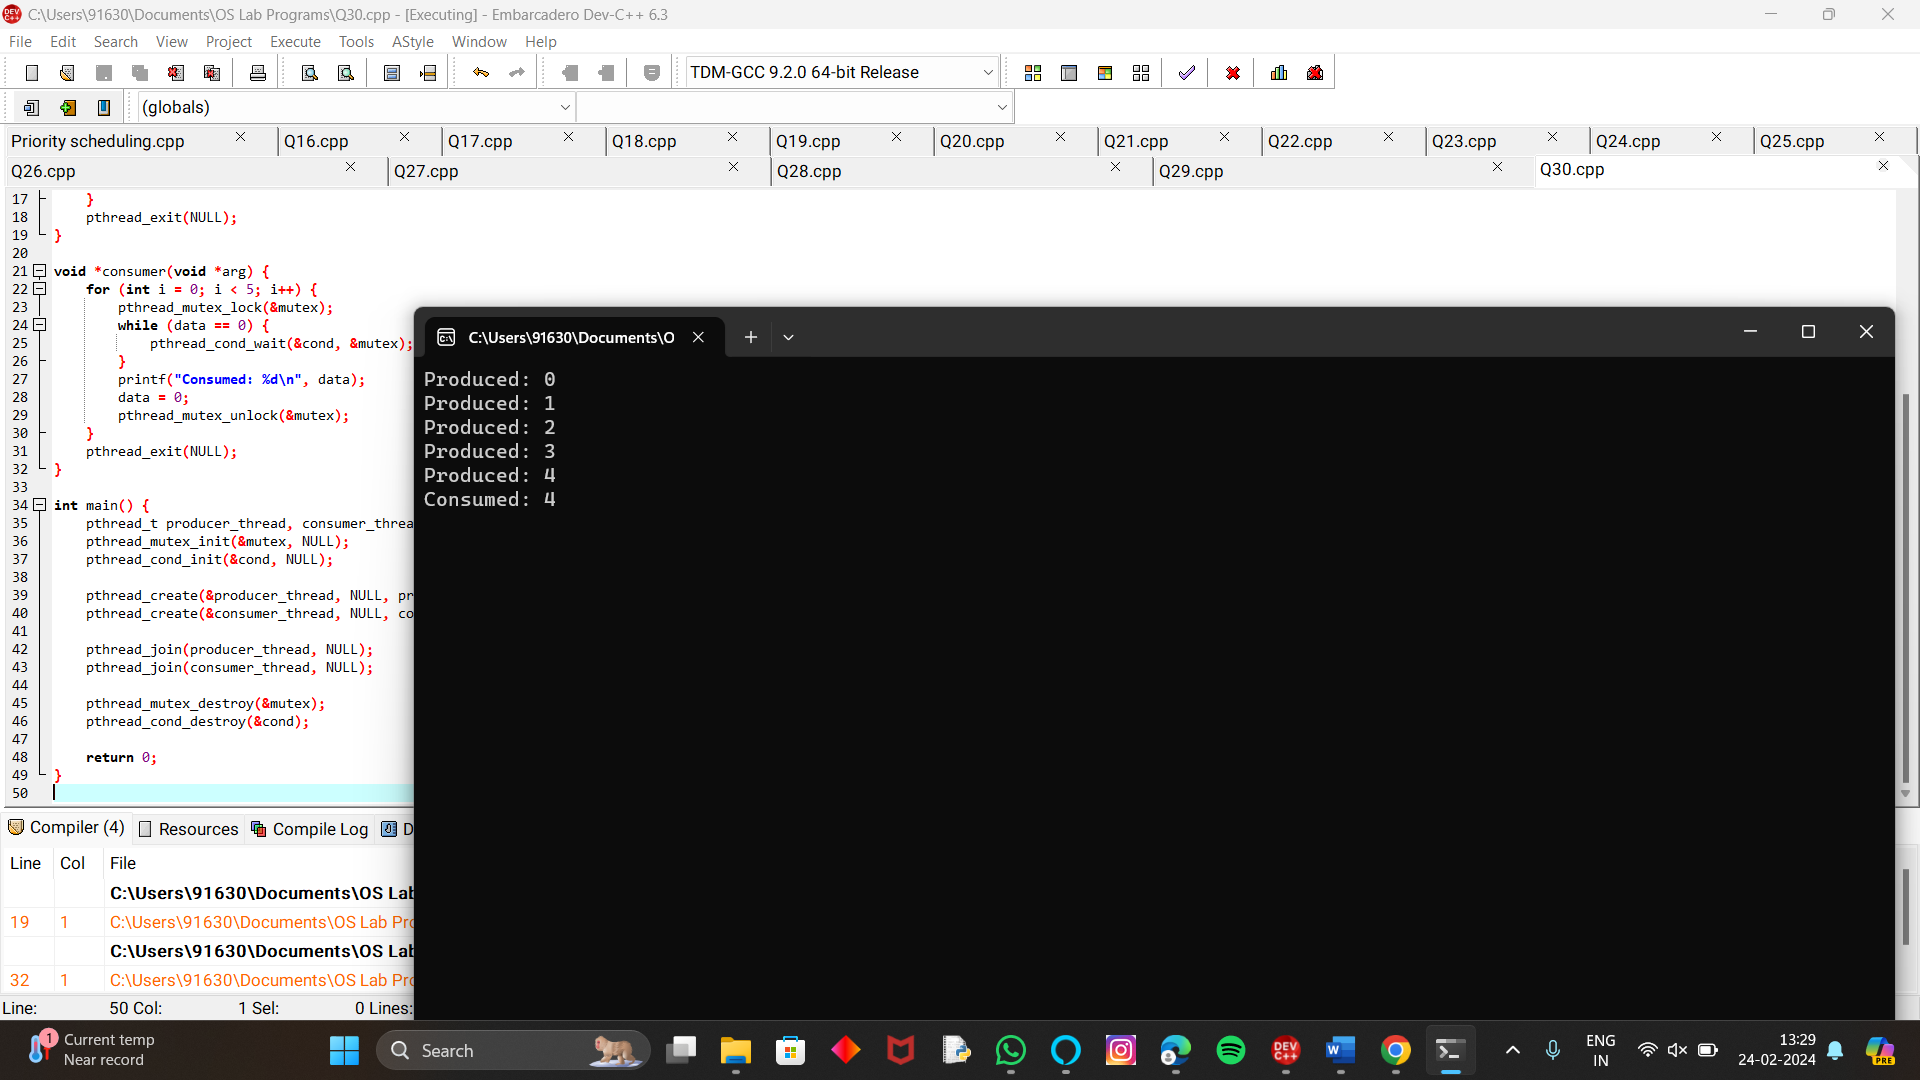 C:\Users\91630\Documents\OS Lab Programs\Q30.cpp - [Executing] - Embarcadero Dev-C++ 6.3
File Edit Search View Project Execute Tools AStyle Window Help
TDM-GCC 9.2.0 64-bit Release
(globals)
Priority scheduling.cpp Q16.cpp Q17.cpp Q18.cpp Q19.cpp Q20.cpp Q21.cpp Q22.cpp Q23.cpp Q24.cpp Q25.cpp
Q26.cpp Q27.cpp Q28.cpp Q29.cpp Q30.cpp
17 }
18 pthread_exit(NULL);
19 }
20
21 void *consumer(void *arg) {
22 for (int i = 0; i < 5; i++) {
23 pthread_mutex_lock(&mutex);
24 while (data == 0) {
25 pthread_cond_wait(&cond, &mutex);
26 }
27 printf("Consumed: %d\n", data);
28 data = 0;
29 pthread_mutex_unlock(&mutex);
30 }
31 pthread_exit(NULL);
32 }
33
34 int main() {
35 pthread_t producer_thread, consumer_threa
36 pthread_mutex_init(&mutex, NULL);
37 pthread_cond_init(&cond, NULL);
38
39 pthread_create(&producer_thread, NULL, pr
40 pthread_create(&consumer_thread, NULL, co
41
42 pthread_join(producer_thread, NULL);
43 pthread_join(consumer_thread, NULL);
44
45 pthread_mutex_destroy(&mutex);
46 pthread_cond_destroy(&cond);
47
48 return 0;
49 }
50
C:\Users\91630\Documents\O
Produced: 0
Produced: 1
Produced: 2
Produced: 3
Produced: 4
Consumed: 4
Compiler (4) Resources Compile Log D
Line Col File
C:\Users\91630\Documents\OS Lab
19 1 C:\Users\91630\Documents\OS Lab Pro
C:\Users\91630\Documents\OS Lab
32 1 C:\Users\91630\Documents\OS Lab Pro
Line: 50 Col: 1 Sel: 0 Lines:
1
Current temp
Near record
Search
DEV C++
ENG
IN
13:29
24-02-2024
PRE